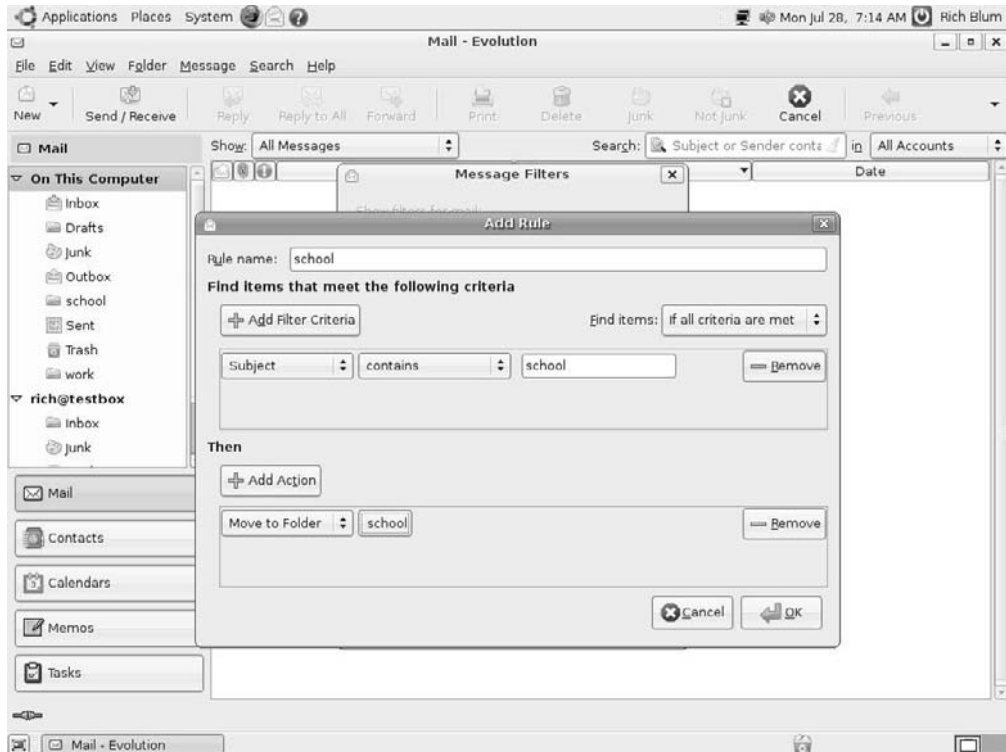 Applications Places System Mon Jul 28, 7:14 AM Rich Blum
Mail - Evolution
File Edit View Folder Message Search Help
New Send / Receive Reply Reply to All Forward Print Delete Junk Not Junk Cancel Previous
Mail Show: All Messages Search: Subject or Sender conta in All Accounts
On This Computer
Message Filters
Date
Inbox
Show filters for mail:
Drafts
Junk
Outbox
school
Sent
Trash
work
rich@testbox
Inbox
Junk
Mail
Contacts
Calendars
Memos
Tasks
Add Rule
Rule name: school
Find items that meet the following criteria
Add Filter Criteria Find items: If all criteria are met
Subject contains school Remove
Then
Add Action
Move to Folder school Remove
Cancel OK
Mail - Evolution